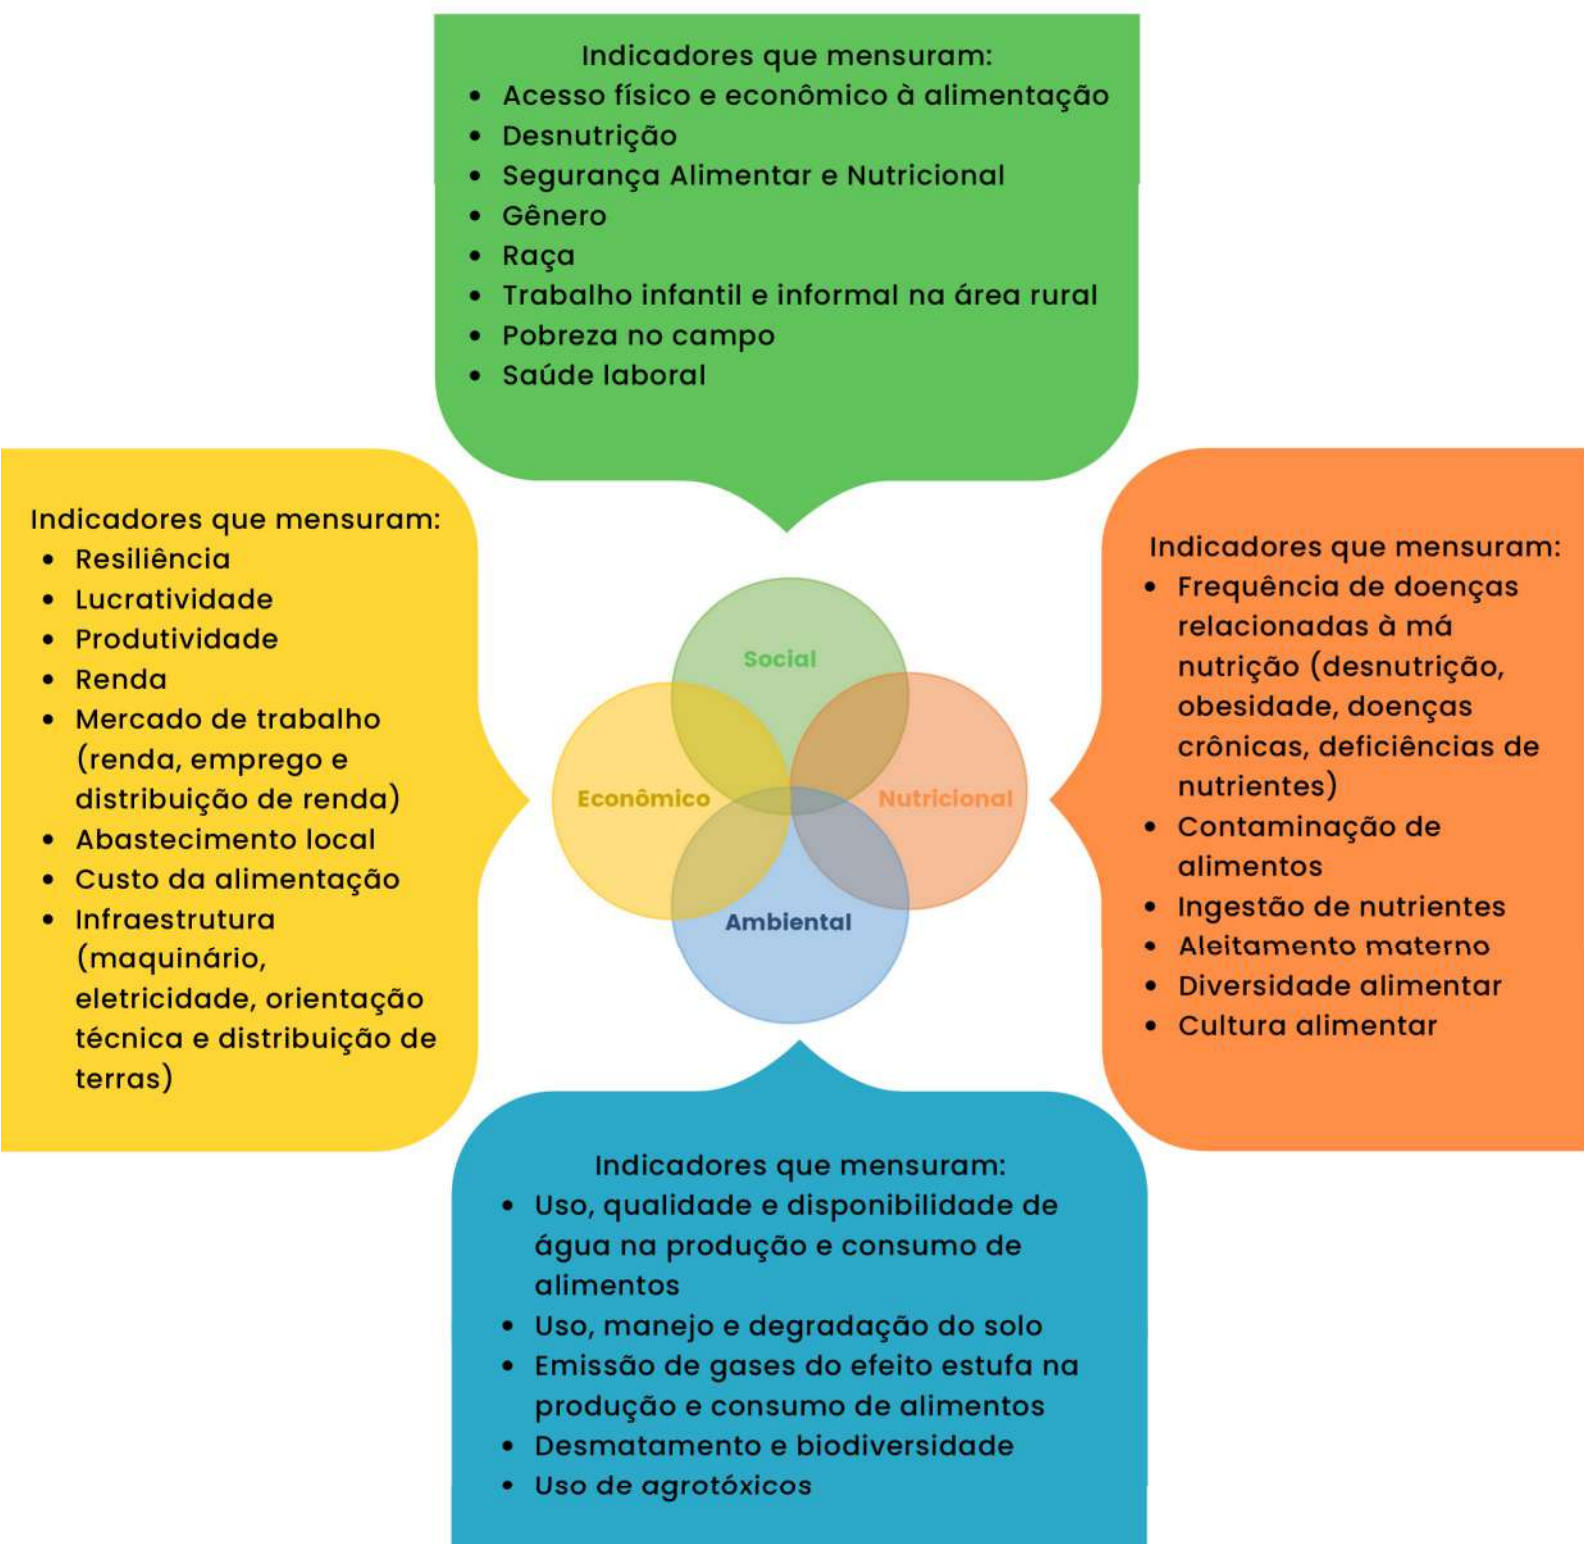 Indicadores que mensuram:
• Acesso físico e econômico à alimentação
• Desnutrição
• Segurança Alimentar e Nutricional
• Gênero
• Raça
• Trabalho infantil e informal na área rural
• Pobreza no campo
• Saúde laboral
Indicadores que mensuram:
• Resiliência
• Lucratividade
• Produtividade
• Renda
• Mercado de trabalho
(renda, emprego e
distribuição de renda)
• Abastecimento local
• Custo da alimentação
• Infraestrutura
(maquinário,
eletricidade, orientação
técnica e distribuição de
terras)
Social
Econômico
Nutricional
Ambiental
Indicadores que mensuram:
• Frequência de doenças
relacionadas à má
nutrição (desnutrição,
obesidade, doenças
crônicas, deficiências de
nutrientes)
• Contaminação de
alimentos
• Ingestão de nutrientes
• Aleitamento materno
• Diversidade alimentar
• Cultura alimentar
Indicadores que mensuram:
• Uso, qualidade e disponibilidade de
água na produção e consumo de
alimentos
• Uso, manejo e degradação do solo
• Emissão de gases do efeito estufa na
produção e consumo de alimentos
• Desmatamento e biodiversidade
• Uso de agrotóxicos